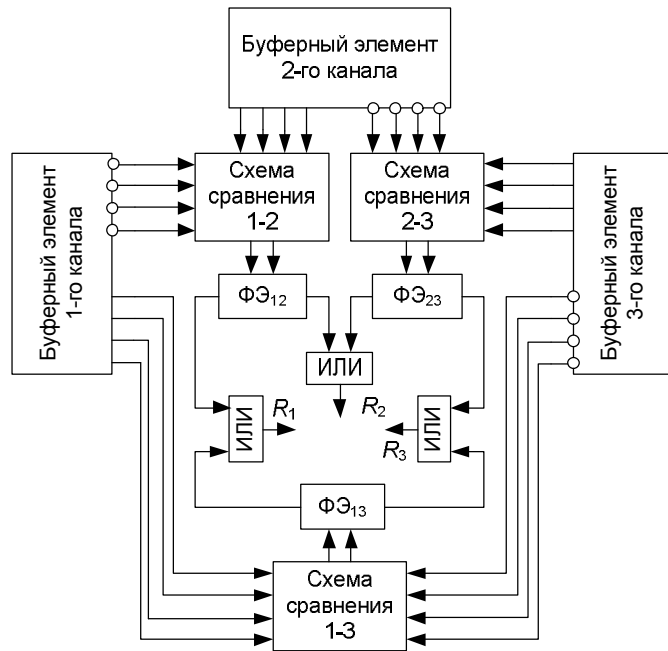 Буферный элемент
2-го канала
Буферный элемент
1-го канала
Схема
сравнения
1-2
Схема
сравнения
2-3
Буферный элемент
3-го канала
ФЭ12
ФЭ23
ИЛИ
ИЛИ
R1
R2
R3
ИЛИ
ФЭ13
Схема
сравнения
1-3